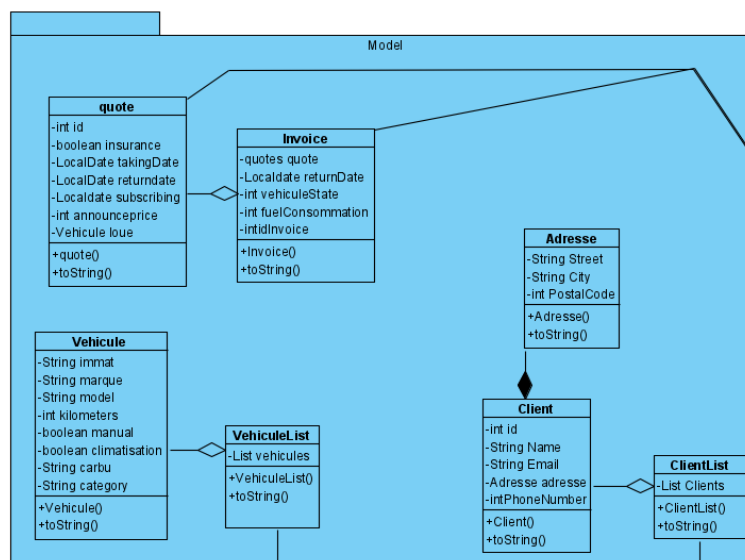 Model
quote
-int id
-boolean insurance
-LocalDate takingDate
-LocalDate returndate
-Localdate subscribing
-int announceprice
-Vehicule loue
+quote()
+toString()
Invoice
-quotes quote
-Localdate returnDate
-int vehiculeState
-int fuelConsommation
-intidInvoice
+Invoice()
+toString()
Adresse
-String Street
-String City
-int PostalCode
+Adresse()
+toString()
Vehicule
-String immat
-String marque
-String model
-int kilometers
-boolean manual
-boolean climatisation
-String carbu
-String category
+Vehicule()
+toString()
VehiculeList
-List vehicules
+VehiculeList()
+toString()
Client
-int id
-String Name
-String Email
-Adresse adresse
-intPhoneNumber
+Client()
+toString()
ClientList
-List Clients
+ClientList()
+toString()